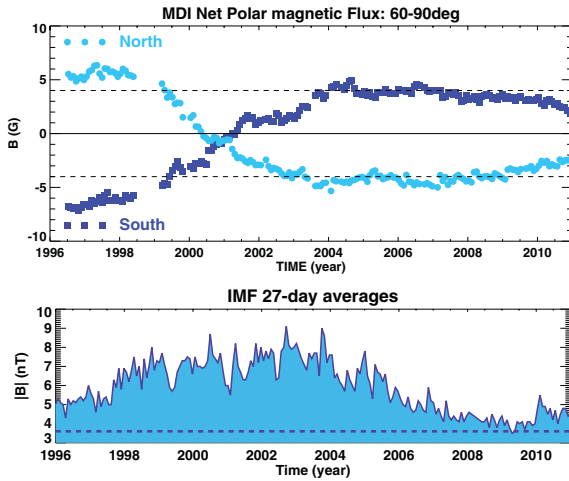 MDI Net Polar magnetic Flux: 60-90deg
10
5
0
-5
-10
B (G)
North
South
1996 1998 2000 2002 2004 2006 2008 2010
TIME (year)
IMF 27-day averages
10
9
8
7
6
5
4
3
|B| (nT)
1996 1998 2000 2002 2004 2006 2008 2010
Time (year)